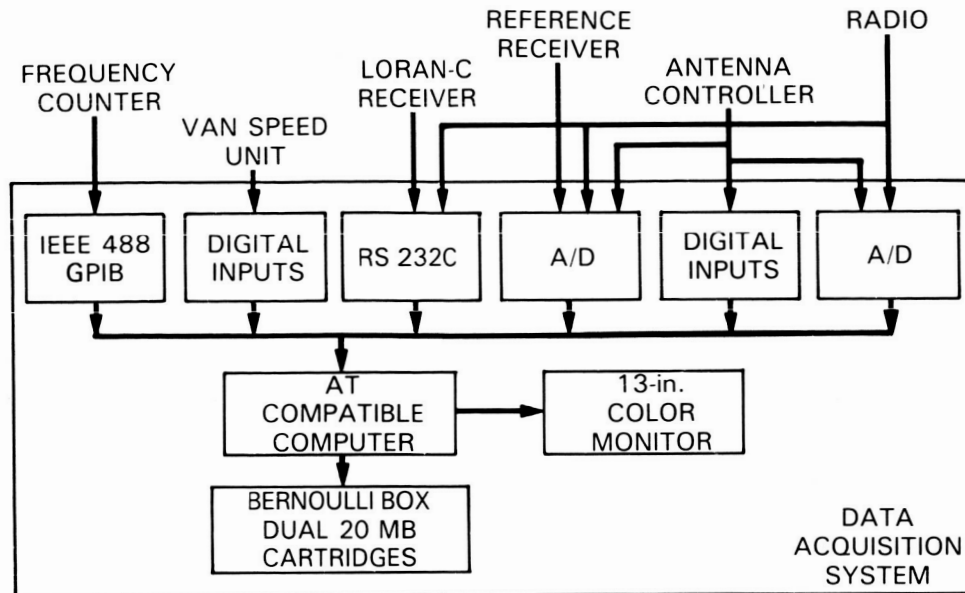 FREQUENCY
COUNTER
VAN SPEED
UNIT
LORAN-C
RECEIVER
REFERENCE
RECEIVER
ANTENNA
CONTROLLER
RADIO
IEEE 488
GPIB
DIGITAL
INPUTS
RS 232C
A/D
DIGITAL
INPUTS
A/D
AT
COMPATIBLE
COMPUTER
13-in.
COLOR
MONITOR
BERNOULLI BOX
DUAL 20 MB
CARTRIDGES
DATA
ACQUISITION
SYSTEM